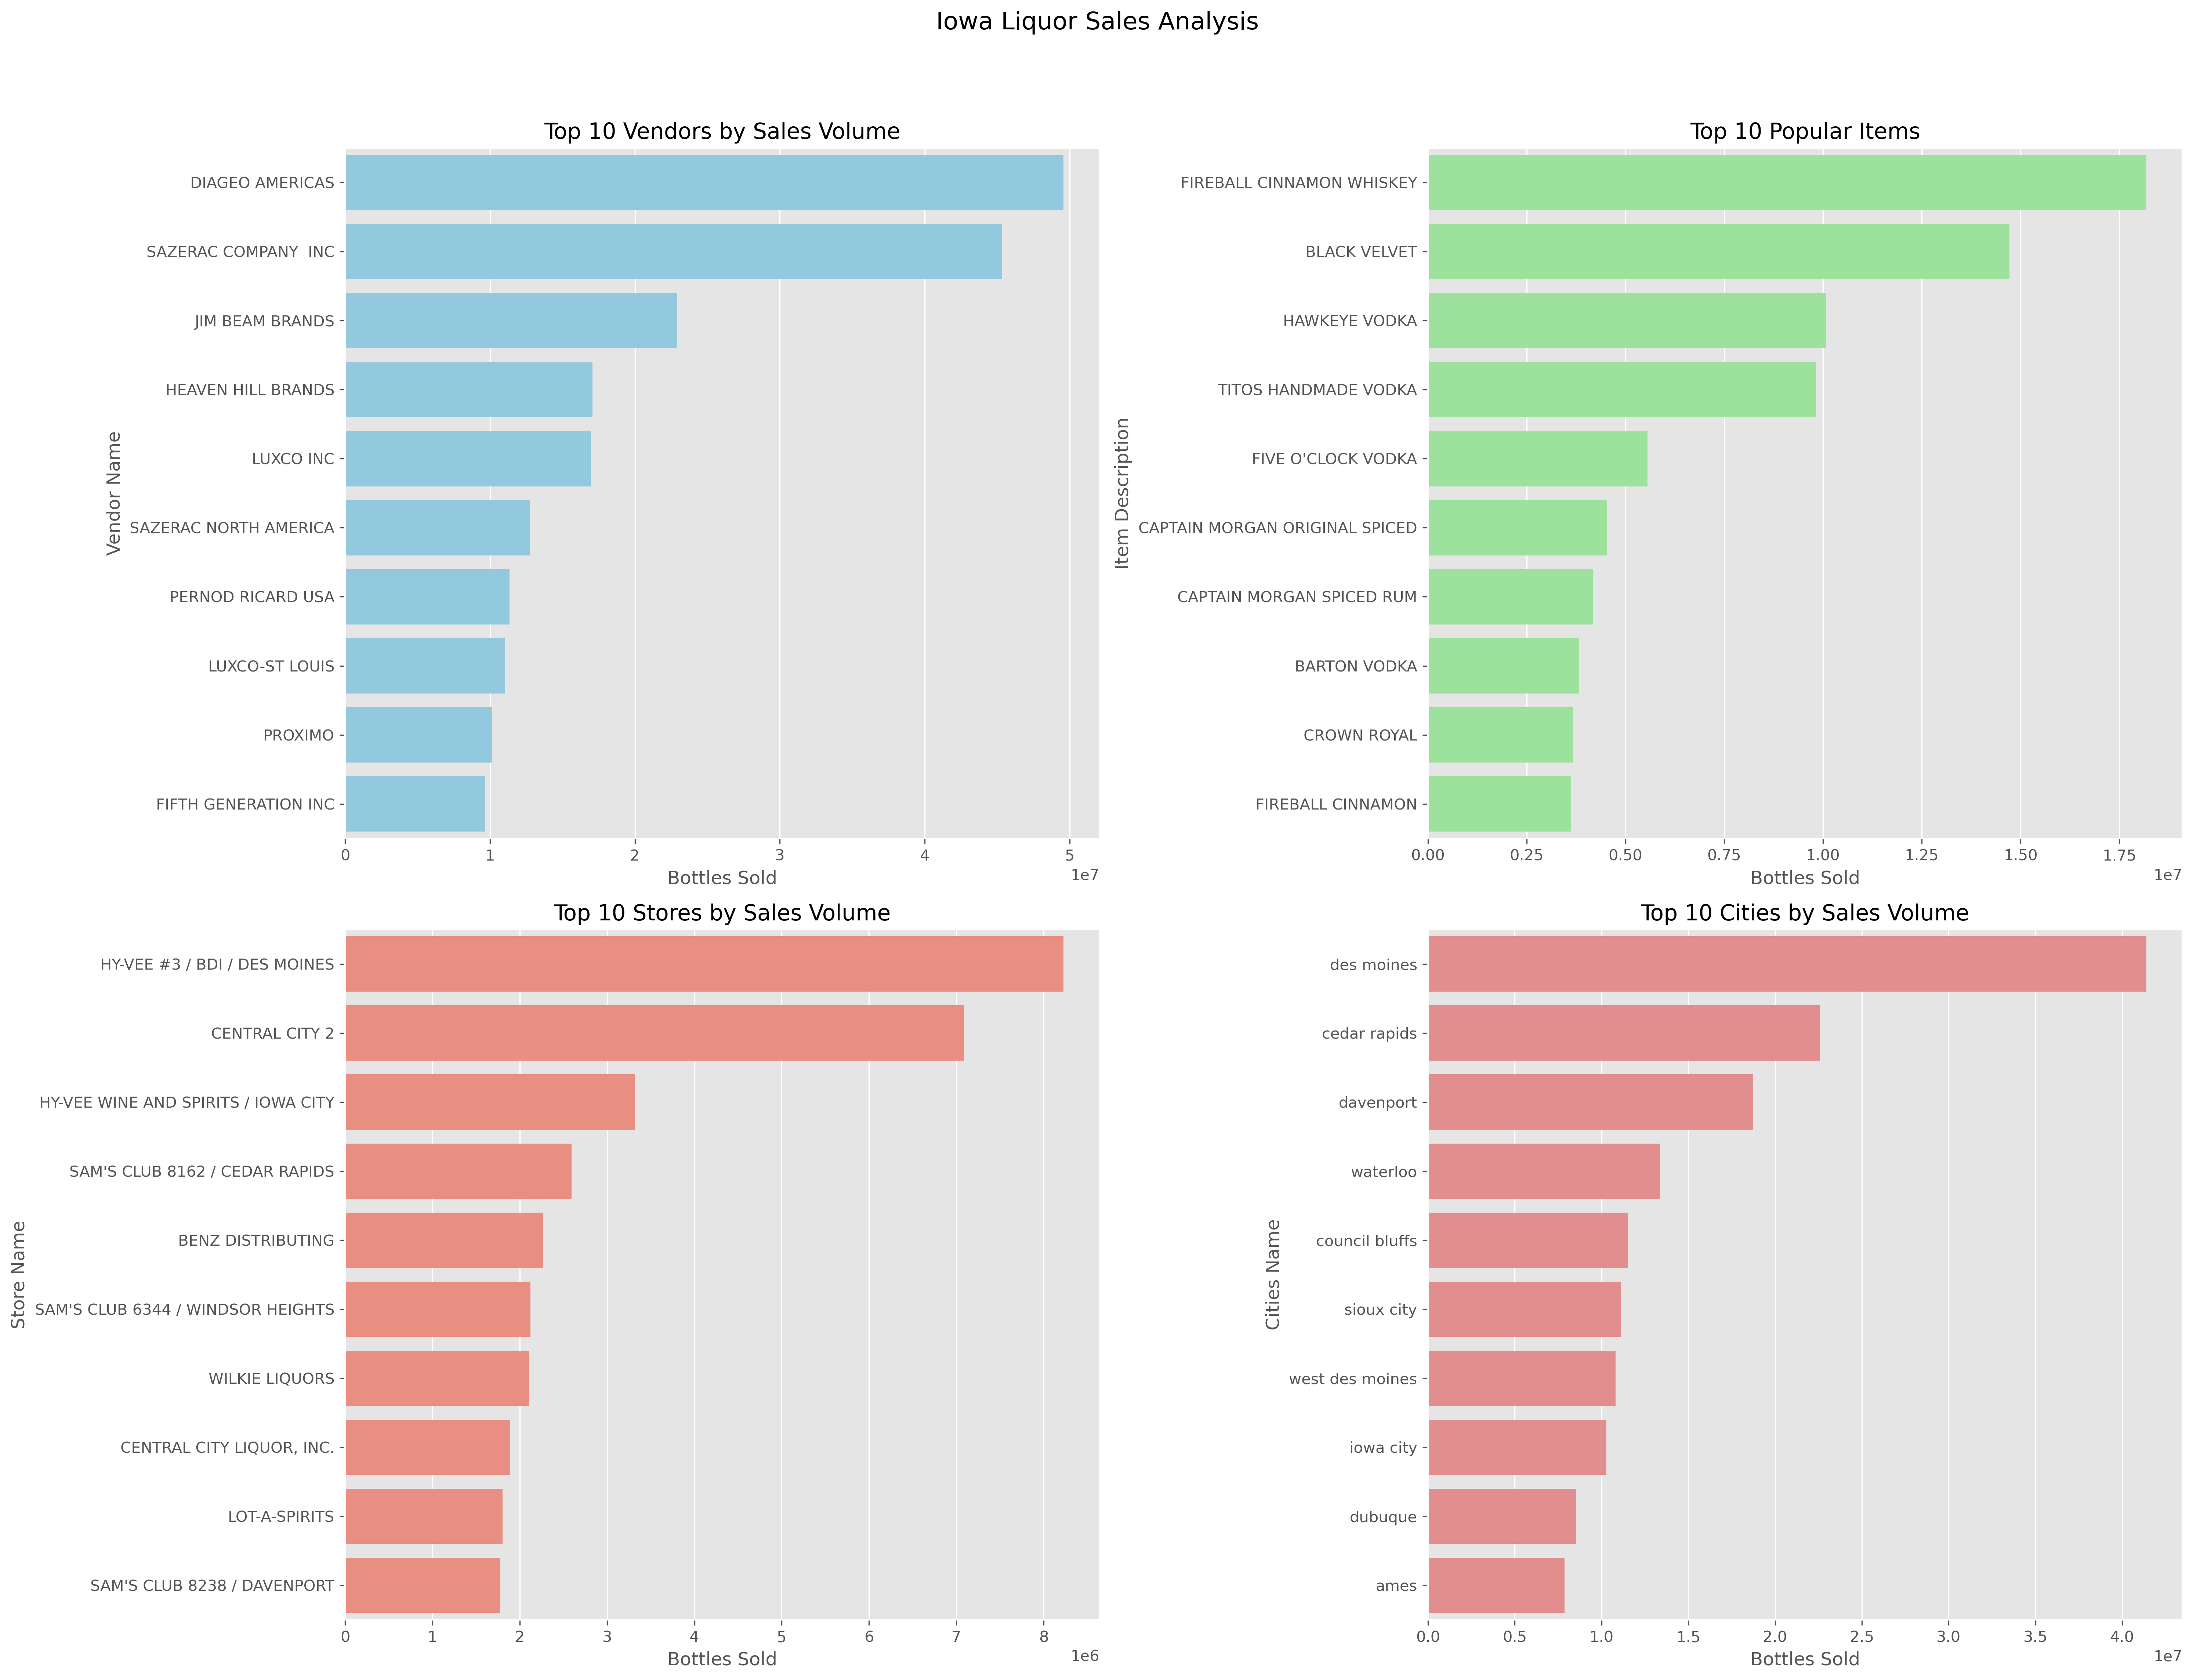 Iowa Liquor Sales Analysis
Top 10 Vendors by Sales Volume
Vendor Name
DIAGEO AMERICAS
SAZERAC COMPANY  INC
JIM BEAM BRANDS
HEAVEN HILL BRANDS
LUXCO INC
SAZERAC NORTH AMERICA
PERNOD RICARD USA
LUXCO-ST LOUIS
PROXIMO
FIFTH GENERATION INC
0 1 2 3 4 5
1e7
Bottles Sold
Top 10 Popular Items
Item Description
FIREBALL CINNAMON WHISKEY
BLACK VELVET
HAWKEYE VODKA
TITOS HANDMADE VODKA
FIVE O'CLOCK VODKA
CAPTAIN MORGAN ORIGINAL SPICED
CAPTAIN MORGAN SPICED RUM
BARTON VODKA
CROWN ROYAL
FIREBALL CINNAMON
0.00 0.25 0.50 0.75 1.00 1.25 1.50 1.75
1e7
Bottles Sold
Top 10 Stores by Sales Volume
Store Name
HY-VEE #3 / BDI / DES MOINES
CENTRAL CITY 2
HY-VEE WINE AND SPIRITS / IOWA CITY
SAM'S CLUB 8162 / CEDAR RAPIDS
BENZ DISTRIBUTING
SAM'S CLUB 6344 / WINDSOR HEIGHTS
WILKIE LIQUORS
CENTRAL CITY LIQUOR, INC.
LOT-A-SPIRITS
SAM'S CLUB 8238 / DAVENPORT
0 1 2 3 4 5 6 7 8
1e6
Bottles Sold
Top 10 Cities by Sales Volume
Cities Name
des moines
cedar rapids
davenport
waterloo
council bluffs
sioux city
west des moines
iowa city
dubuque
ames
0.0 0.5 1.0 1.5 2.0 2.5 3.0 3.5 4.0
1e7
Bottles Sold